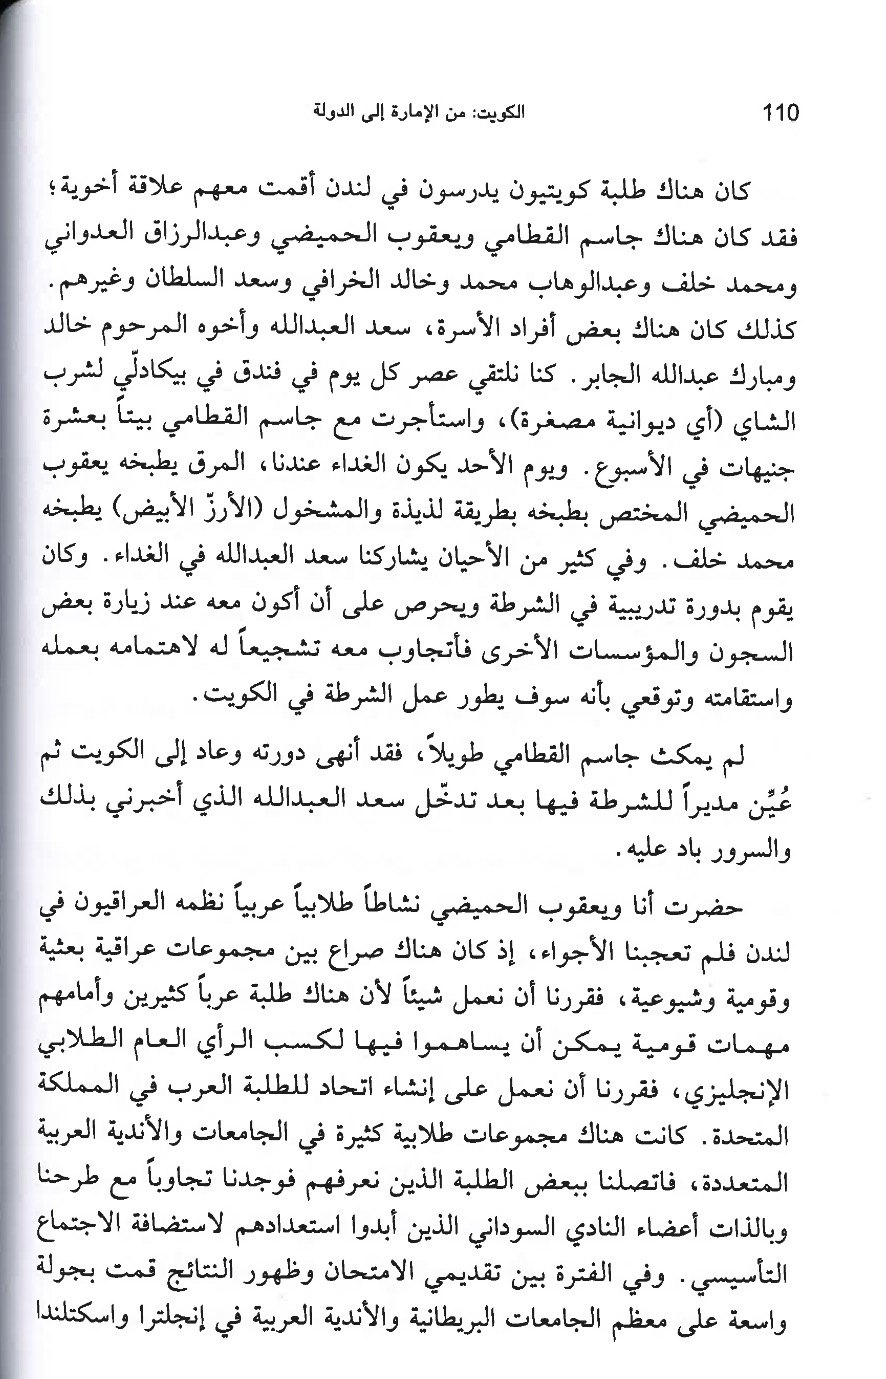 110
الكويت: من الإمارة إلى الدولة
كان هناك طلبة كويتيون يدرسون في لندن أقمت معهم علاقة أخوية؛
فقد كان هناك جاسم القطامي ويعقوب الحميضي وعبدالرزاق العدواني
ومحمد خلف وعبدالوهاب محمد وخالد الخرافي وسعد السلطان وغيرهم.
كذلك كان هناك بعض أفراد الأسرة، سعد العبدالله وأخوه المرحوم خالد
ومبارك عبدالله الجابر. كنا نلتقي عصر كل يوم في فندق في بيكادلّي لشرب
الشاي (أي ديوانية مصغرة)، واستأجرت مع جاسم القطامي بيتاً بعشرة
جنيهات في الأسبوع. ويوم الأحد يكون الغداء عندنا، المرق يطبخه يعقوب
الحميضي المختص بطبخه بطريقة لذيذة والمشخول (الأرزّ الأبيض) يطبخه
محمد خلف. وفي كثير من الأحيان يشاركنا سعد العبدالله في الغداء. وكان
يقوم بدورة تدريبية في الشرطة ويحرص على أن أكون معه عند زيارة بعض
السجون والمؤسسات الأخرى فأتجاوب معه تشجيعاً له لاهتمامه بعمله
واستقامته وتوقعي بأنه سوف يطور عمل الشرطة في الكويت.
لم يمكث جاسم القطامي طويلاً، فقد أنهى دورته وعاد إلى الكويت ثم
عُيِّن مديراً للشرطة فيها بعد تدخّل سعد العبدالله الذي أخبرني بذلك
والسرور باد عليه.
حضرت أنا ويعقوب الحميضي نشاطاً طلابياً عربياً نظمه العراقيون في
لندن فلم تعجبنا الأجواء، إذ كان هناك صراع بين مجموعات عراقية بعثية
وقومية وشيوعية، فقررنا أن نعمل شيئاً لأن هناك طلبة عرباً كثيرين وأمامهم
مهمات قومية يمكن أن يساهموا فيها لكسب الرأي العام الطلابي
الإنجليزي، فقررنا أن نعمل على إنشاء اتحاد للطلبة العرب في المملكة
المتحدة. كانت هناك مجموعات طلابية كثيرة في الجامعات والأندية العربية
المتعددة، فاتصلنا ببعض الطلبة الذين نعرفهم فوجدنا تجاوباً مع طرحنا
وبالذات أعضاء النادي السوداني الذين أبدوا استعدادهم لاستضافة الاجتماع
التأسيسي. وفي الفترة بين تقديمي الامتحان وظهور النتائج قمت بجولة
واسعة على معظم الجامعات البريطانية والأندية العربية في إنجلترا واسكتلندا